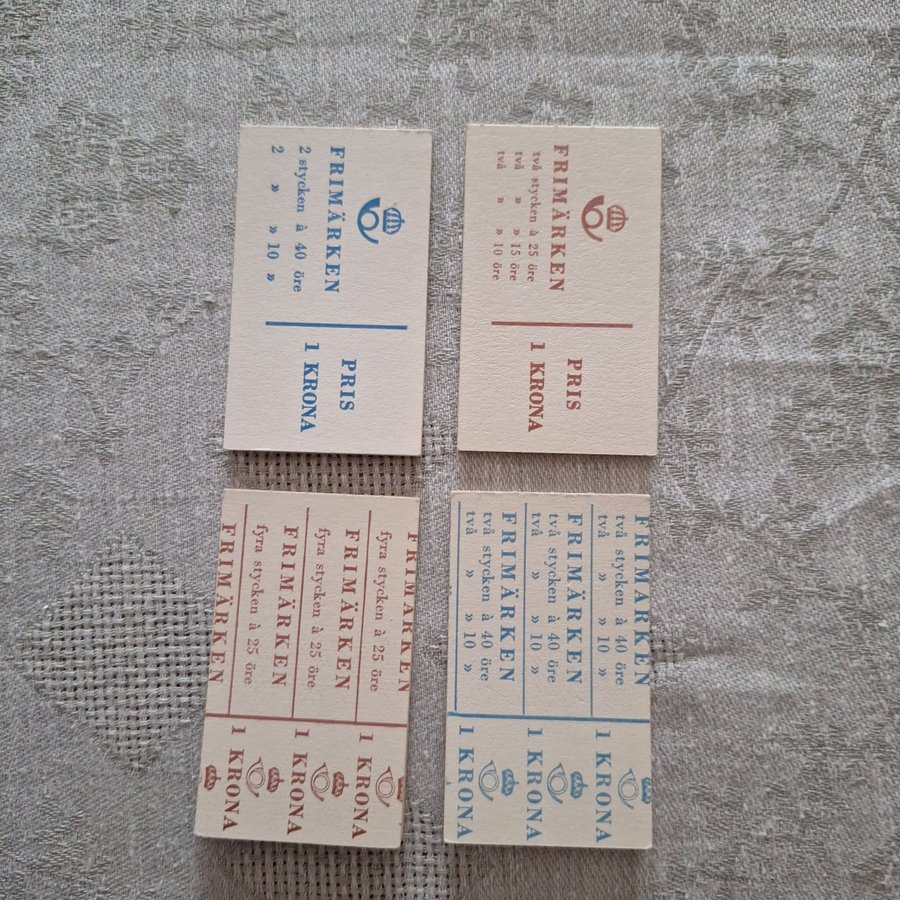 FRIMÄRKEN
2 stycken à 40 öre
2 » » 10 »
PRIS
1 KRONA
FRIMÄRKEN
två stycken à 25 öre
två » » 15 öre
två » » 10 öre
PRIS
1 KRONA
FRIMÄRKEN
fyra stycken à 25 öre
FRIMÄRKEN
fyra stycken à 25 öre
FRIMÄRKEN
fyra stycken à 25 öre
FRIMÄRKEN
1 KRONA
1 KRONA
1 KRONA
FRIMÄRKEN
två stycken à 40 öre
två » » 10 »
FRIMÄRKEN
två stycken à 40 öre
två » » 10 »
FRIMÄRKEN
två stycken à 40 öre
två » » 10 »
1 KRONA
1 KRONA
1 KRONA